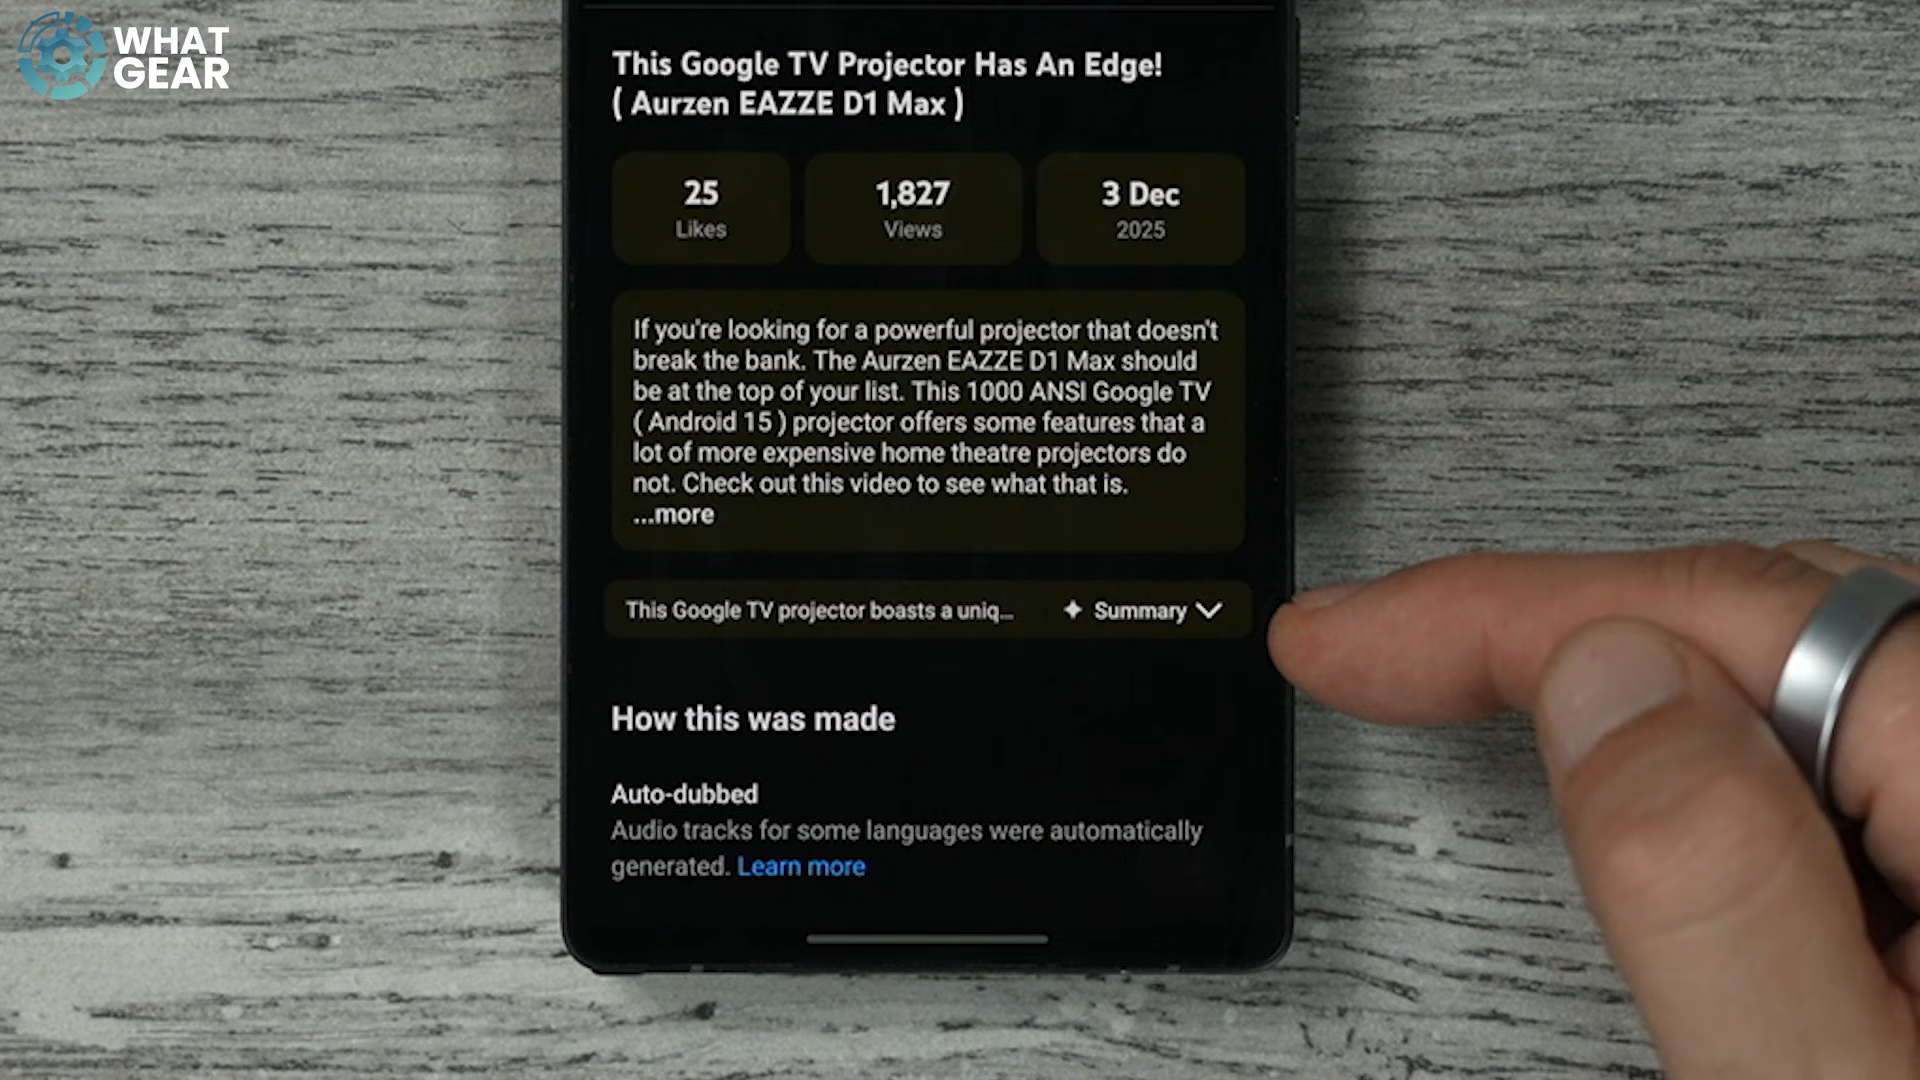 WHAT
GEAR
This Google TV Projector Has An Edge!
( Aurzen EAZZE D1 Max )
25
Likes
1,827
Views
3 Dec
2025
If you're looking for a powerful projector that doesn't
break the bank. The Aurzen EAZZE D1 Max should
be at the top of your list. This 1000 ANSI Google TV
( Android 15 ) projector offers some features that a
lot of more expensive home theatre projectors do
not. Check out this video to see what that is.
...more
This Google TV projector boasts a uniq... Summary
How this was made
Auto-dubbed
Audio tracks for some languages were automatically
generated. Learn more